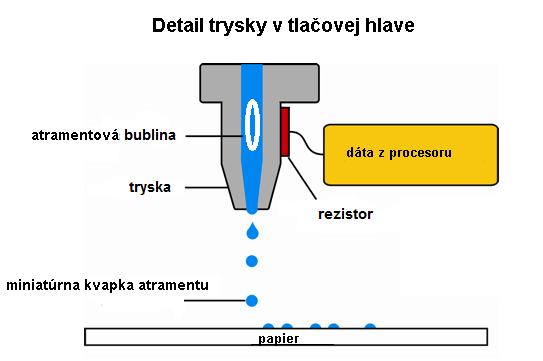 Detail trysky v tlačovej hlave
atramentová bublina
dáta z procesoru
tryska
rezistor
miniatúrna kvapka atramentu
papier